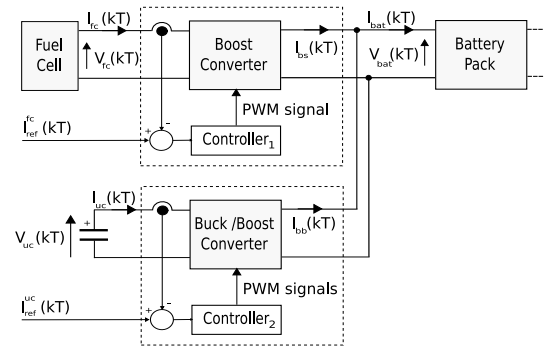 I_fc(kT)
Fuel
Cell
V_fc(kT)
Boost
Converter
I_bs(kT)
I_bat(kT)
V_bat(kT)
Battery
Pack
PWM signal
I_ref^fc(kT)
+
-
Controller_1
I_uc(kT)
+
V_uc(kT)
Buck /Boost
Converter
I_bb(kT)
PWM signals
I_ref^uc(kT)
+
-
Controller_2